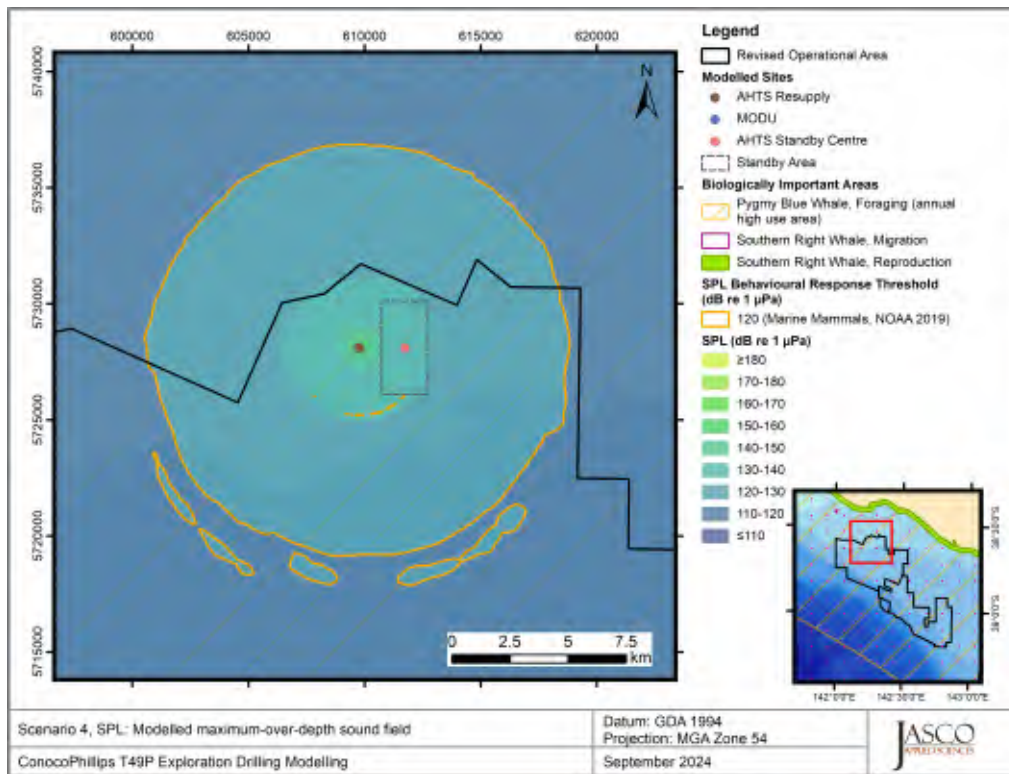 600000 605000 610000 615000 620000
5740000
5735000
5730000
5725000
5720000
5715000
N
0 2.5 5 7.5
km
Legend
Revised Operational Area
Modelled Sites
AHTS Resupply
MODU
AHTS Standby Centre
Standby Area
Biologically Important Areas
Pygmy Blue Whale, Foraging (annual
high use area)
Southern Right Whale, Migration
Southern Right Whale, Reproduction
SPL Behavioural Response Threshold
(dB re 1 µPa)
120 (Marine Mammals, NOAA 2019)
SPL (dB re 1 µPa)
≥180
170-180
160-170
150-160
140-150
130-140
120-130
110-120
≤110
142°0'0"E 142°30'0"E 143°0'0"E
Scenario 4, SPL: Modelled maximum-over-depth sound field
ConocoPhillips T49P Exploration Drilling Modelling
Datum: GDA 1994
Projection: MGA Zone 54
September 2024
JASCO
APPLIED SCIENCES